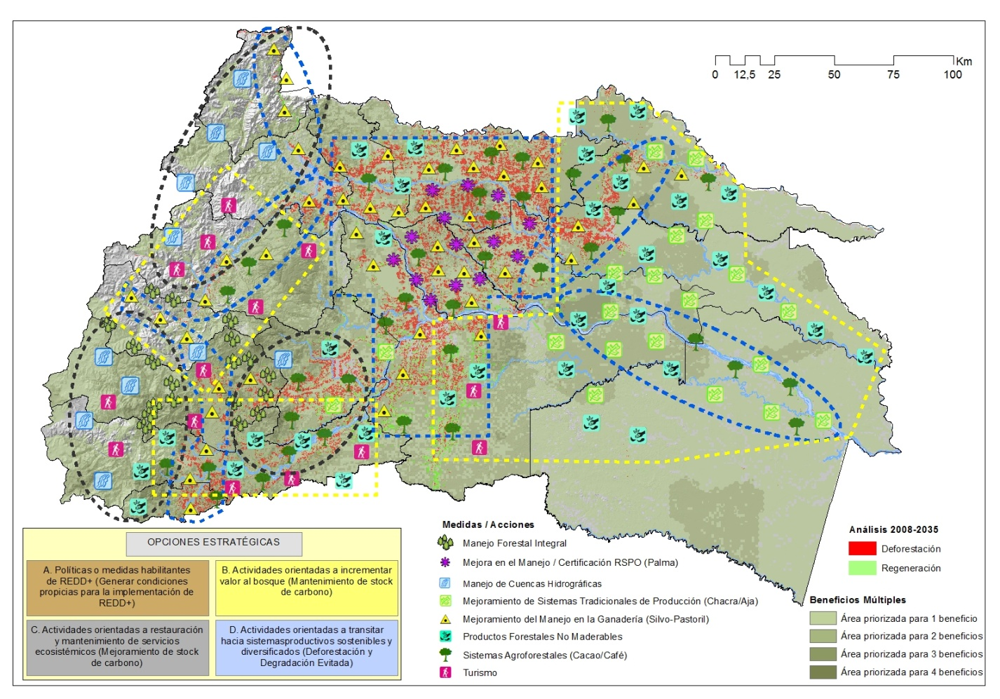 Km
0 12,5 25 50 75 100
OPCIONES ESTRATÉGICAS
A. Políticas o medidas habilitantes
de REDD+ (Generar condiciones
propicias para la implementación de
REDD+)
B. Actividades orientadas a incrementar
valor al bosque (Mantenimiento de stock
de carbono)
C. Actividades orientadas a restauración
y mantenimiento de servicios
ecosistémicos (Mejoramiento de stock
de carbono)
D. Actividades orientadas a transitar
hacia sistemasproductivos sostenibles y
diversificados (Deforestación y
Degradación Evitada)
Medidas / Acciones
Manejo Forestal Integral
Mejora en el Manejo / Certificación RSPO (Palma)
Manejo de Cuencas Hidrográficas
Mejoramiento de Sistemas Tradicionales de Producción (Chacra/Aja)
Mejoramiento del Manejo en la Ganadería (Silvo-Pastoril)
Productos Forestales No Maderables
Sistemas Agroforestales (Cacao/Café)
Turismo
Análisis 2008-2035
Deforestación
Regeneración
Beneficios Múltiples
Área priorizada para 1 beneficio
Área priorizada para 2 beneficios
Área priorizada para 3 beneficios
Área priorizada para 4 beneficios